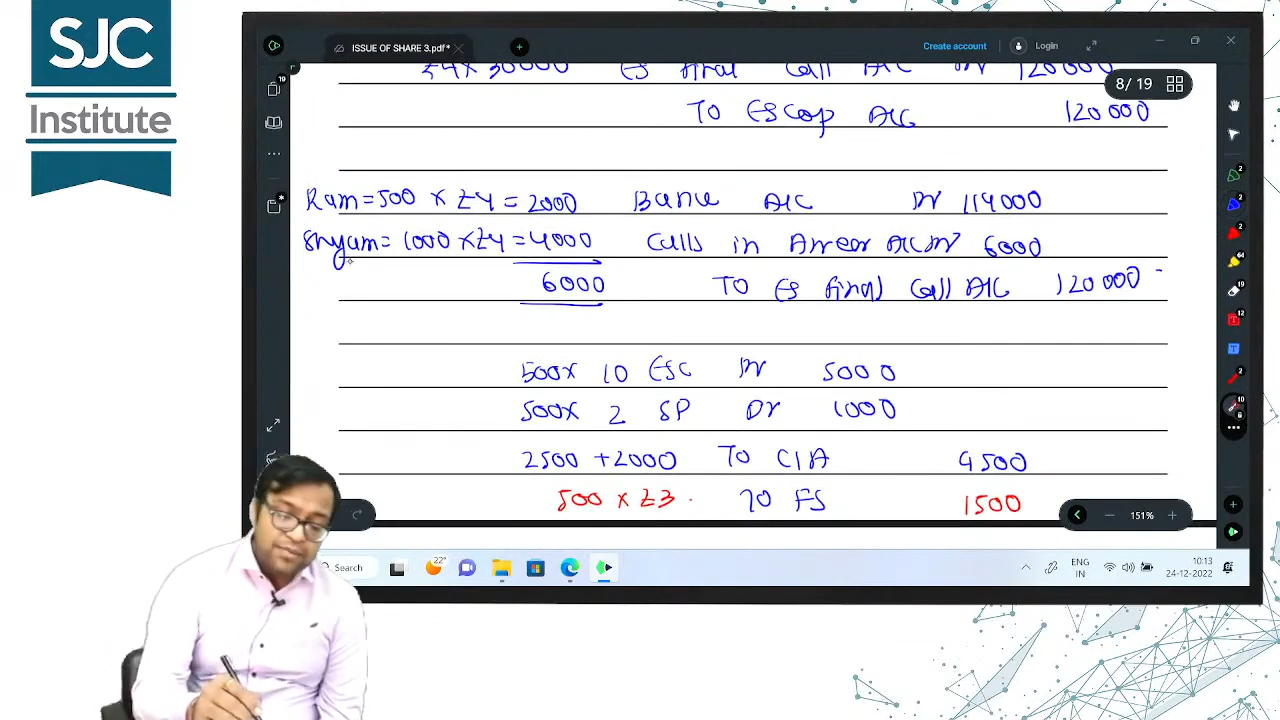 SJC
Institute
ISSUE OF SHARE 3.pdf*
Create account
Login
8/19
₹4 x 30000 ES final Call A/C Dr 120000
To ES Cap A/C 120000
Ram = 500 x ₹4 = 2000 Bank A/C Dr 114000
Shyam = 1000 x ₹4 = 4000 Calls in Arrear A/C Dr 6000
6000 To ES final Call A/C 120000
500 x 10 ESC Dr 5000
500 x 2 SP Dr 1000
2500 + 2000 To CIA 4500
500 x ₹3 To FS 1500
151%
Search
22°
ENG
IN
10:13
24-12-2022